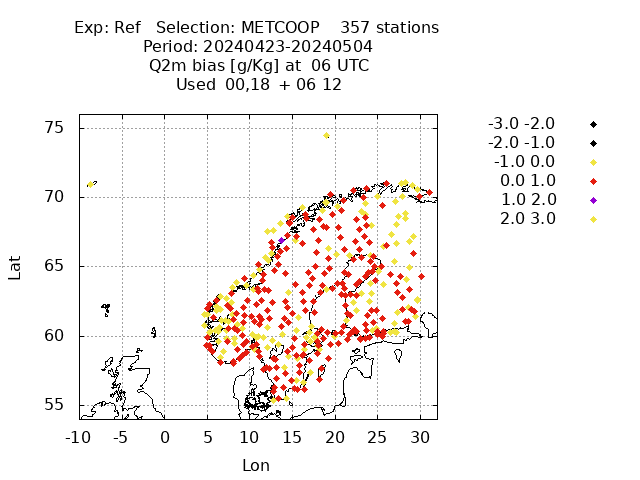 Exp: Ref   Selection: METCOOP    357 stations
Period: 20240423-20240504
Q2m bias [g/Kg] at  06 UTC
Used  00,18  + 06 12
-3.0 -2.0
-2.0 -1.0
-1.0 0.0
0.0 1.0
1.0 2.0
2.0 3.0
75
70
65
60
55
Lat
-10 -5 0 5 10 15 20 25 30
Lon